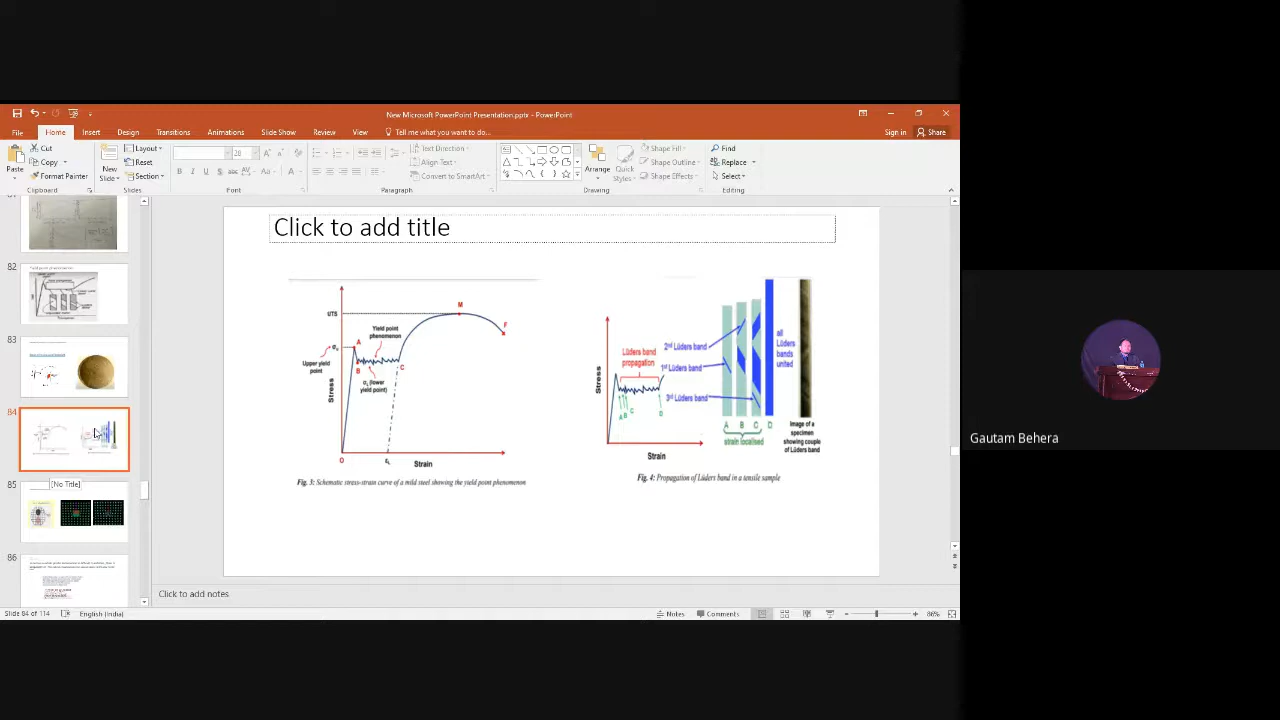 New Microsoft PowerPoint Presentation.pptx - PowerPoint
File Home Insert Design Transitions Animations Slide Show Review View Tell me what you want to do... Sign in Share
Paste Cut Copy Format Painter
New Slide Layout Reset Section
28
Text Direction Align Text Convert to SmartArt
Arrange Quick Styles Shape Fill Shape Outline Shape Effects
Find Replace Select
Clipboard Slides Font Paragraph Drawing Editing
82
83
84
85
[No Title]
86
Click to add title
UTS
M
F
A
Yield point phenomenon
Upper yield point
B
C
(lower yield point)
Stress
O
Strain
Fig. 3: Schematic stress-strain curve of a mild steel showing the yield point phenomenon
Lüders band propagation
2nd Lüders band
1st Lüders band
3rd Lüders band
all Lüders bands united
Stress
A B C D
Strain
A B C D
strain localised
Image of a specimen showing couple of Lüders band
Fig. 4: Propagation of Lüders band in a tensile sample
Click to add notes
Slide 84 of 114 English (India) Notes Comments 86%
Gautam Behera